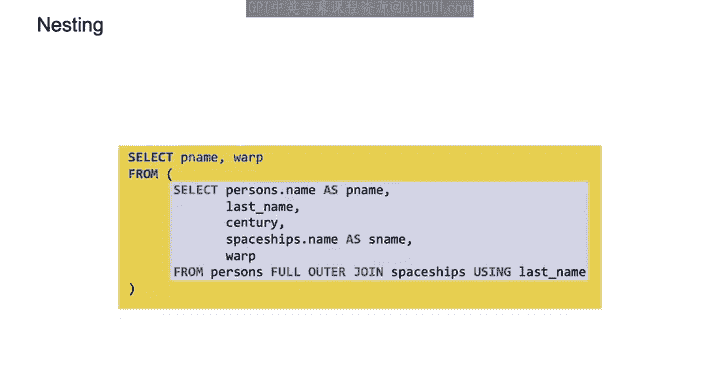 Nesting
SELECT pname, warp
FROM (
SELECT persons.name AS pname,
last_name,
century,
spaceships.name AS sname,
warp
FROM persons FULL OUTER JOIN spaceships USING last_name
)